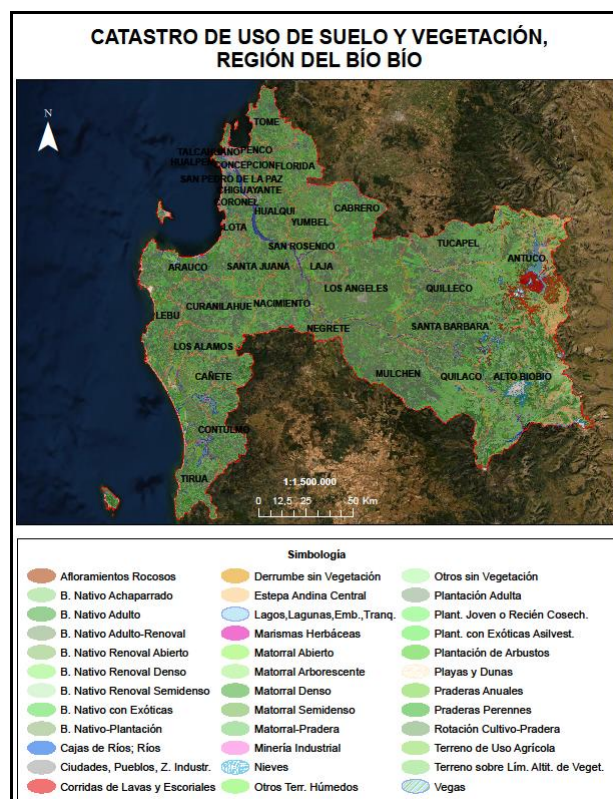 CATASTRO DE USO DE SUELO Y VEGETACIÓN,
REGIÓN DEL BÍO BÍO
N
TOME
TALCAHUANO
PENCO
HUALPEN
CONCEPCION
FLORIDA
SAN PEDRO DE LA PAZ
CHIGUAYANTE
CORONEL
HUALQUI
CABRERO
LOTA
YUMBEL
SAN ROSENDO
TUCAPEL
ANTUCO
ARAUCO
SANTA JUANA
LAJA
LOS ANGELES
QUILLECO
LEBU
CURANILAHUE
NACIMIENTO
NEGRETE
SANTA BARBARA
LOS ALAMOS
CAÑETE
MULCHEN
QUILACO
ALTO BIOBIO
CONTULMO
TIRUA
1:1.500.000
0 12,5 25 50 Km
Simbología
Afloramientos Rocosos
B. Nativo Achaparrado
B. Nativo Adulto
B. Nativo Adulto-Renoval
B. Nativo Renoval Abierto
B. Nativo Renoval Denso
B. Nativo Renoval Semidenso
B. Nativo con Exóticas
B. Nativo-Plantación
Cajas de Ríos; Ríos
Ciudades, Pueblos, Z. Industr.
Corridas de Lavas y Escoriales
Derrumbe sin Vegetación
Estepa Andina Central
Lagos,Lagunas,Emb.,Tranq.
Marismas Herbáceas
Matorral Abierto
Matorral Arborescente
Matorral Denso
Matorral Semidenso
Matorral-Pradera
Minería Industrial
Nieves
Otros Terr. Húmedos
Otros sin Vegetación
Plantación Adulta
Plant. Joven o Recién Cosech.
Plant. con Exóticas Asilvest.
Plantación de Arbustos
Playas y Dunas
Praderas Anuales
Praderas Perennes
Rotación Cultivo-Pradera
Terreno de Uso Agrícola
Terreno sobre Lím. Altit. de Veget.
Vegas